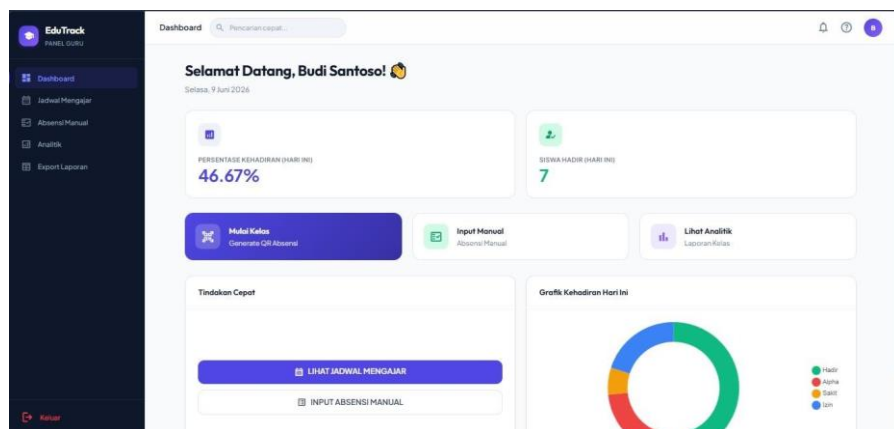 EduTrack
PANEL GURU
Dashboard
Jadwal Mengajar
Absensi Manual
Analitik
Export Laporan
Keluar
Dashboard
Pencarian cepat...
B
Selamat Datang, Budi Santoso!
Selasa, 9 Juni 2026
PERSENTASE KEHADIRAN (HARI INI)
46.67%
SISWA HADIR (HARI INI)
7
Mulai Kelas
Generate QR Absensi
Input Manual
Absensi Manual
Lihat Analitik
Laporan Kelas
Tindakan Cepat
LIHAT JADWAL MENGAJAR
INPUT ABSENSI MANUAL
Grafik Kehadiran Hari Ini
Hadir
Alpha
Sakit
Izin